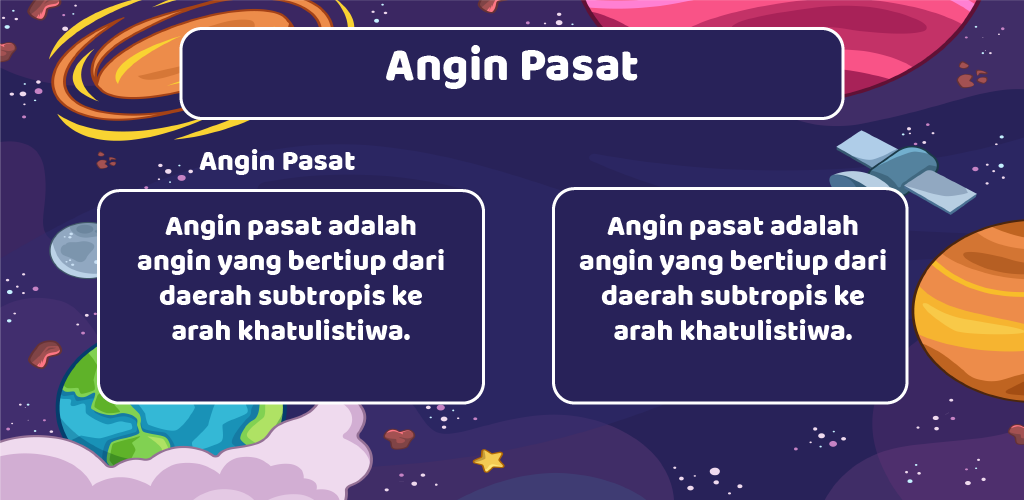 Angin Pasat
Angin Pasat
Angin pasat adalah
angin yang bertiup dari
daerah subtropis ke
arah khatulistiwa.
Angin pasat adalah
angin yang bertiup dari
daerah subtropis ke
arah khatulistiwa.